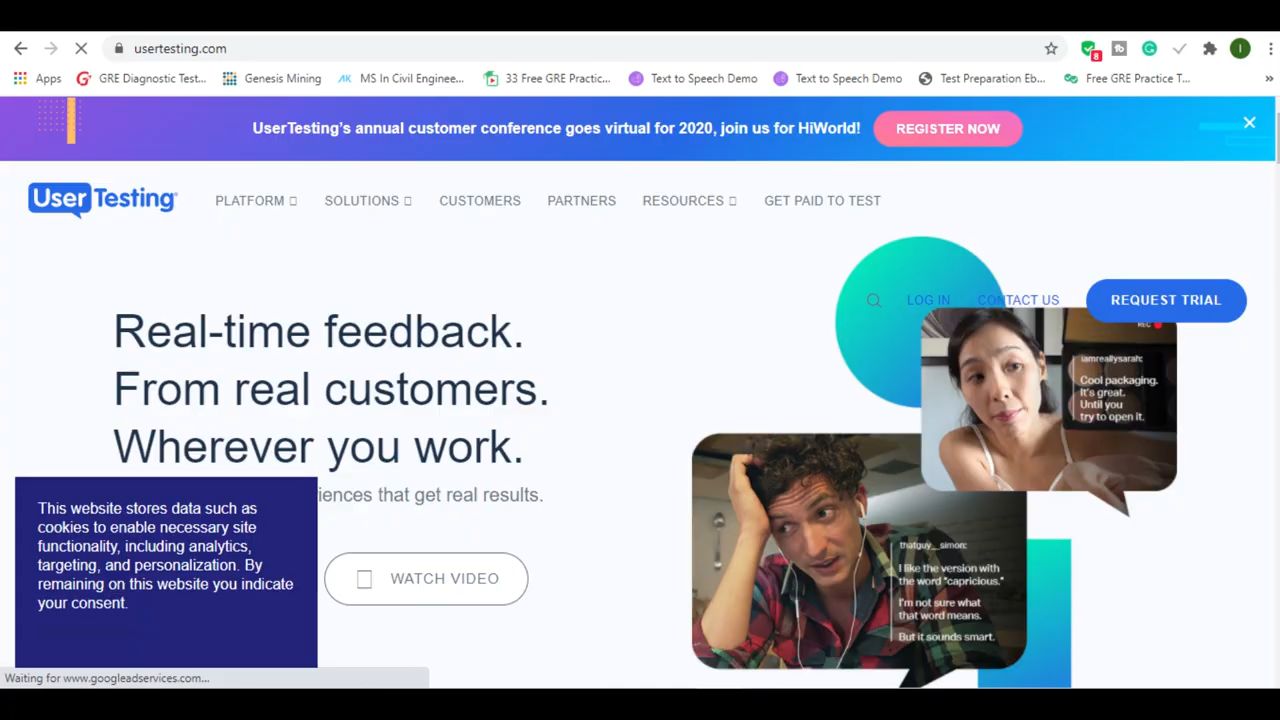 usertesting.com
8
I
Apps
GRE Diagnostic Test...
Genesis Mining
AK MS In Civil Enginee...
33 Free GRE Practic...
Text to Speech Demo
Text to Speech Demo
Test Preparation Eb...
Free GRE Practice T...
»
UserTesting's annual customer conference goes virtual for 2020, join us for HiWorld!
REGISTER NOW
UserTesting
PLATFORM
SOLUTIONS
CUSTOMERS
PARTNERS
RESOURCES
GET PAID TO TEST
LOG IN
CONTACT US
REQUEST TRIAL
Real-time feedback.
From real customers.
Wherever you work.
iences that get real results.
WATCH VIDEO
REC
iamreallysarah:
Cool packaging.
It's great.
Until you
try to open it.
thatguy_simon:
I like the version with
the word "capricious."
I'm not sure what
that word means.
But it sounds smart.
This website stores data such as
cookies to enable necessary site
functionality, including analytics,
targeting, and personalization. By
remaining on this website you indicate
your consent.
Waiting for www.googleadservices.com...